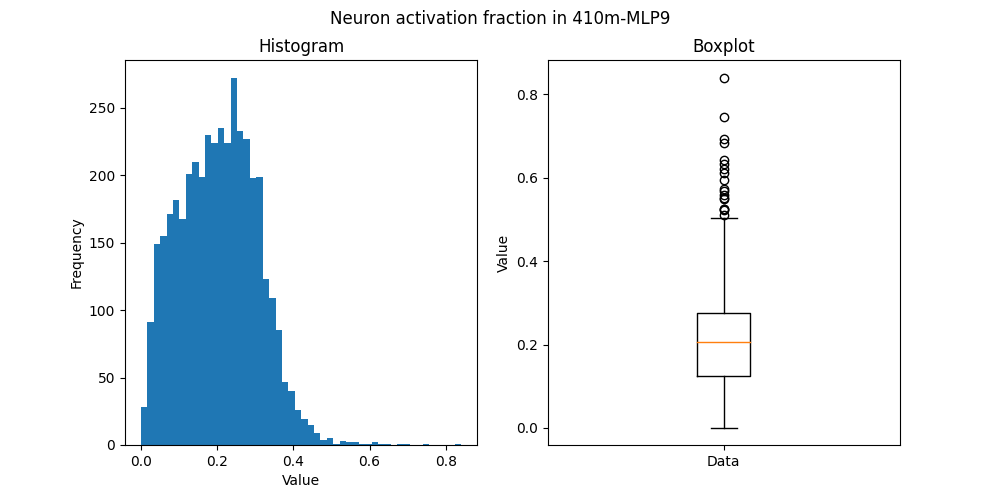 Neuron activation fraction in 410m-MLP9
Histogram
Frequency
250
200
150
100
50
0
0.0 0.2 0.4 0.6 0.8
Value
Boxplot
Value
0.8
0.6
0.4
0.2
0.0
Data